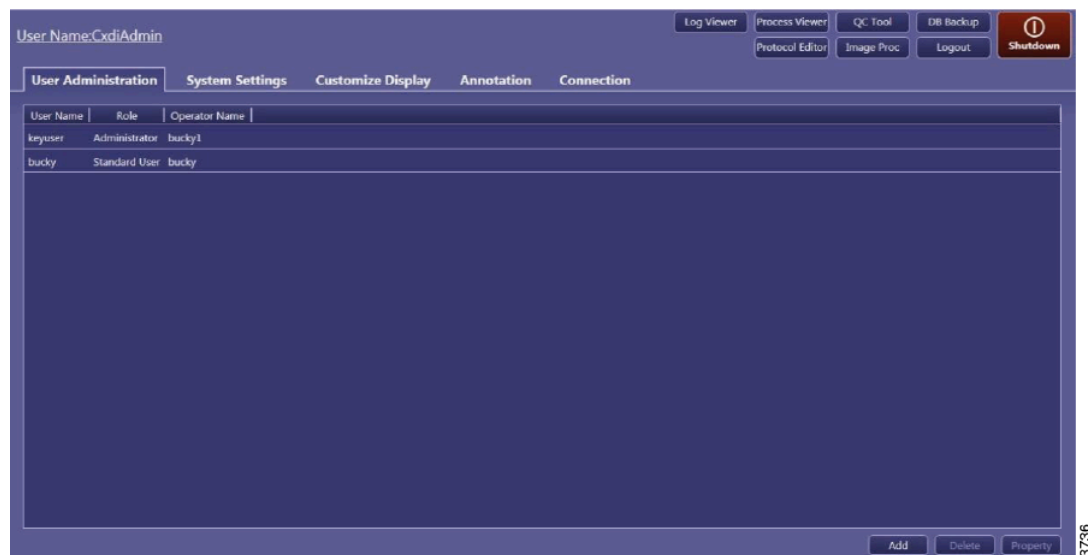 User Name:CxdiAdmin
Log Viewer Process Viewer QC Tool DB Backup
Protocol Editor Image Proc Logout
Shutdown
User Administration System Settings Customize Display Annotation Connection
User Name Role Operator Name
keyuser Administrator bucky1
bucky Standard User bucky
Add Delete Property